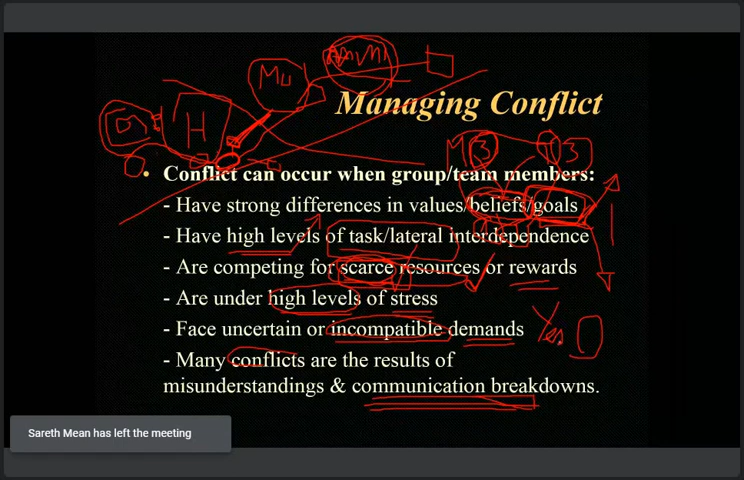 Managing Conflict
• Conflict can occur when group/team members:
- Have strong differences in values/beliefs/goals
- Have high levels of task/lateral interdependence
- Are competing for scarce resources or rewards
- Are under high levels of stress
- Face uncertain or incompatible demands
- Many conflicts are the results of
misunderstandings & communication breakdowns.
H
Yes
Sareth Mean has left the meeting